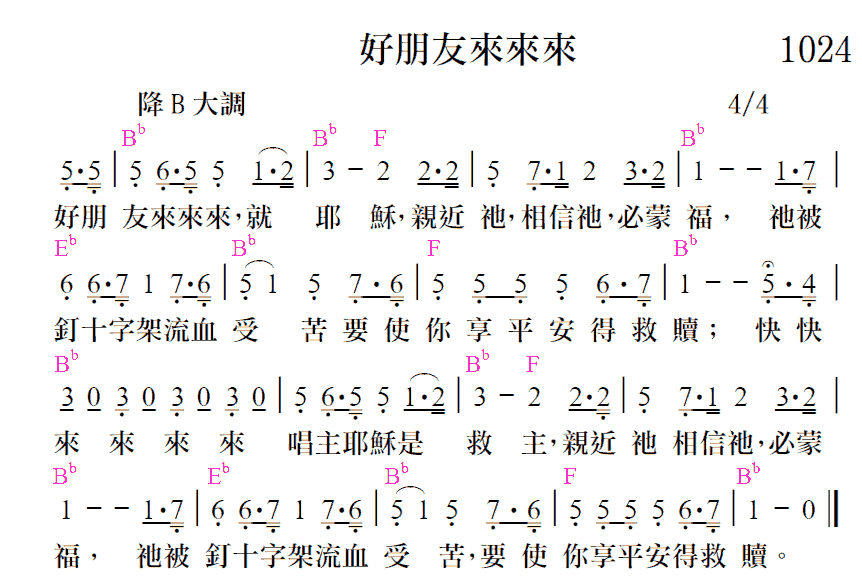 好朋友來來來 1024
降B大調 4/4
B♭ B♭ F B♭
5·5 | 5 6·5 5 1·2 | 3 – 2 2·2 | 5 7·1 2 3·2 | 1 – – 1·7 |
好朋友來來來,就耶穌,親近祂,相信祂,必蒙福, 祂被
E♭ B♭ F B♭
6 6·7 1 7·6 | 5 1 5 7·6 | 5 5 5 5 6·7 | 1 – – 5·4 |
釘十字架流血受苦要使你享平安得救贖; 快快
B♭ B♭ F
3 0 3 0 3 0 3 0 | 5 6·5 5 1·2 | 3 – 2 2·2 | 5 7·1 2 3·2 |
來來來來 唱主耶穌是救主,親近祂相信祂,必蒙
B♭ E♭ B♭ F B♭
1 – – 1·7 | 6 6·7 1 7·6 | 5 1 5 7·6 | 5 5 5 5 6·7 | 1 – 0 ‖
福, 祂被釘十字架流血受苦,要使你享平安得救贖。